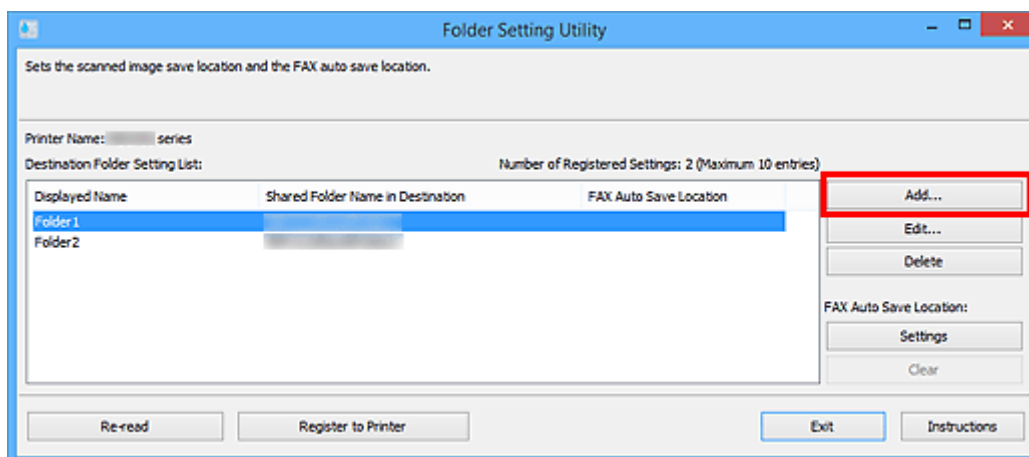 Folder Setting Utility
Sets the scanned image save location and the FAX auto save location.
Printer Name: series
Destination Folder Setting List: Number of Registered Settings: 2 (Maximum 10 entries)
Displayed Name Shared Folder Name in Destination FAX Auto Save Location
Add...
Folder1
Edit...
Folder2
Delete
FAX Auto Save Location:
Settings
Clear
Re-read Register to Printer Exit Instructions